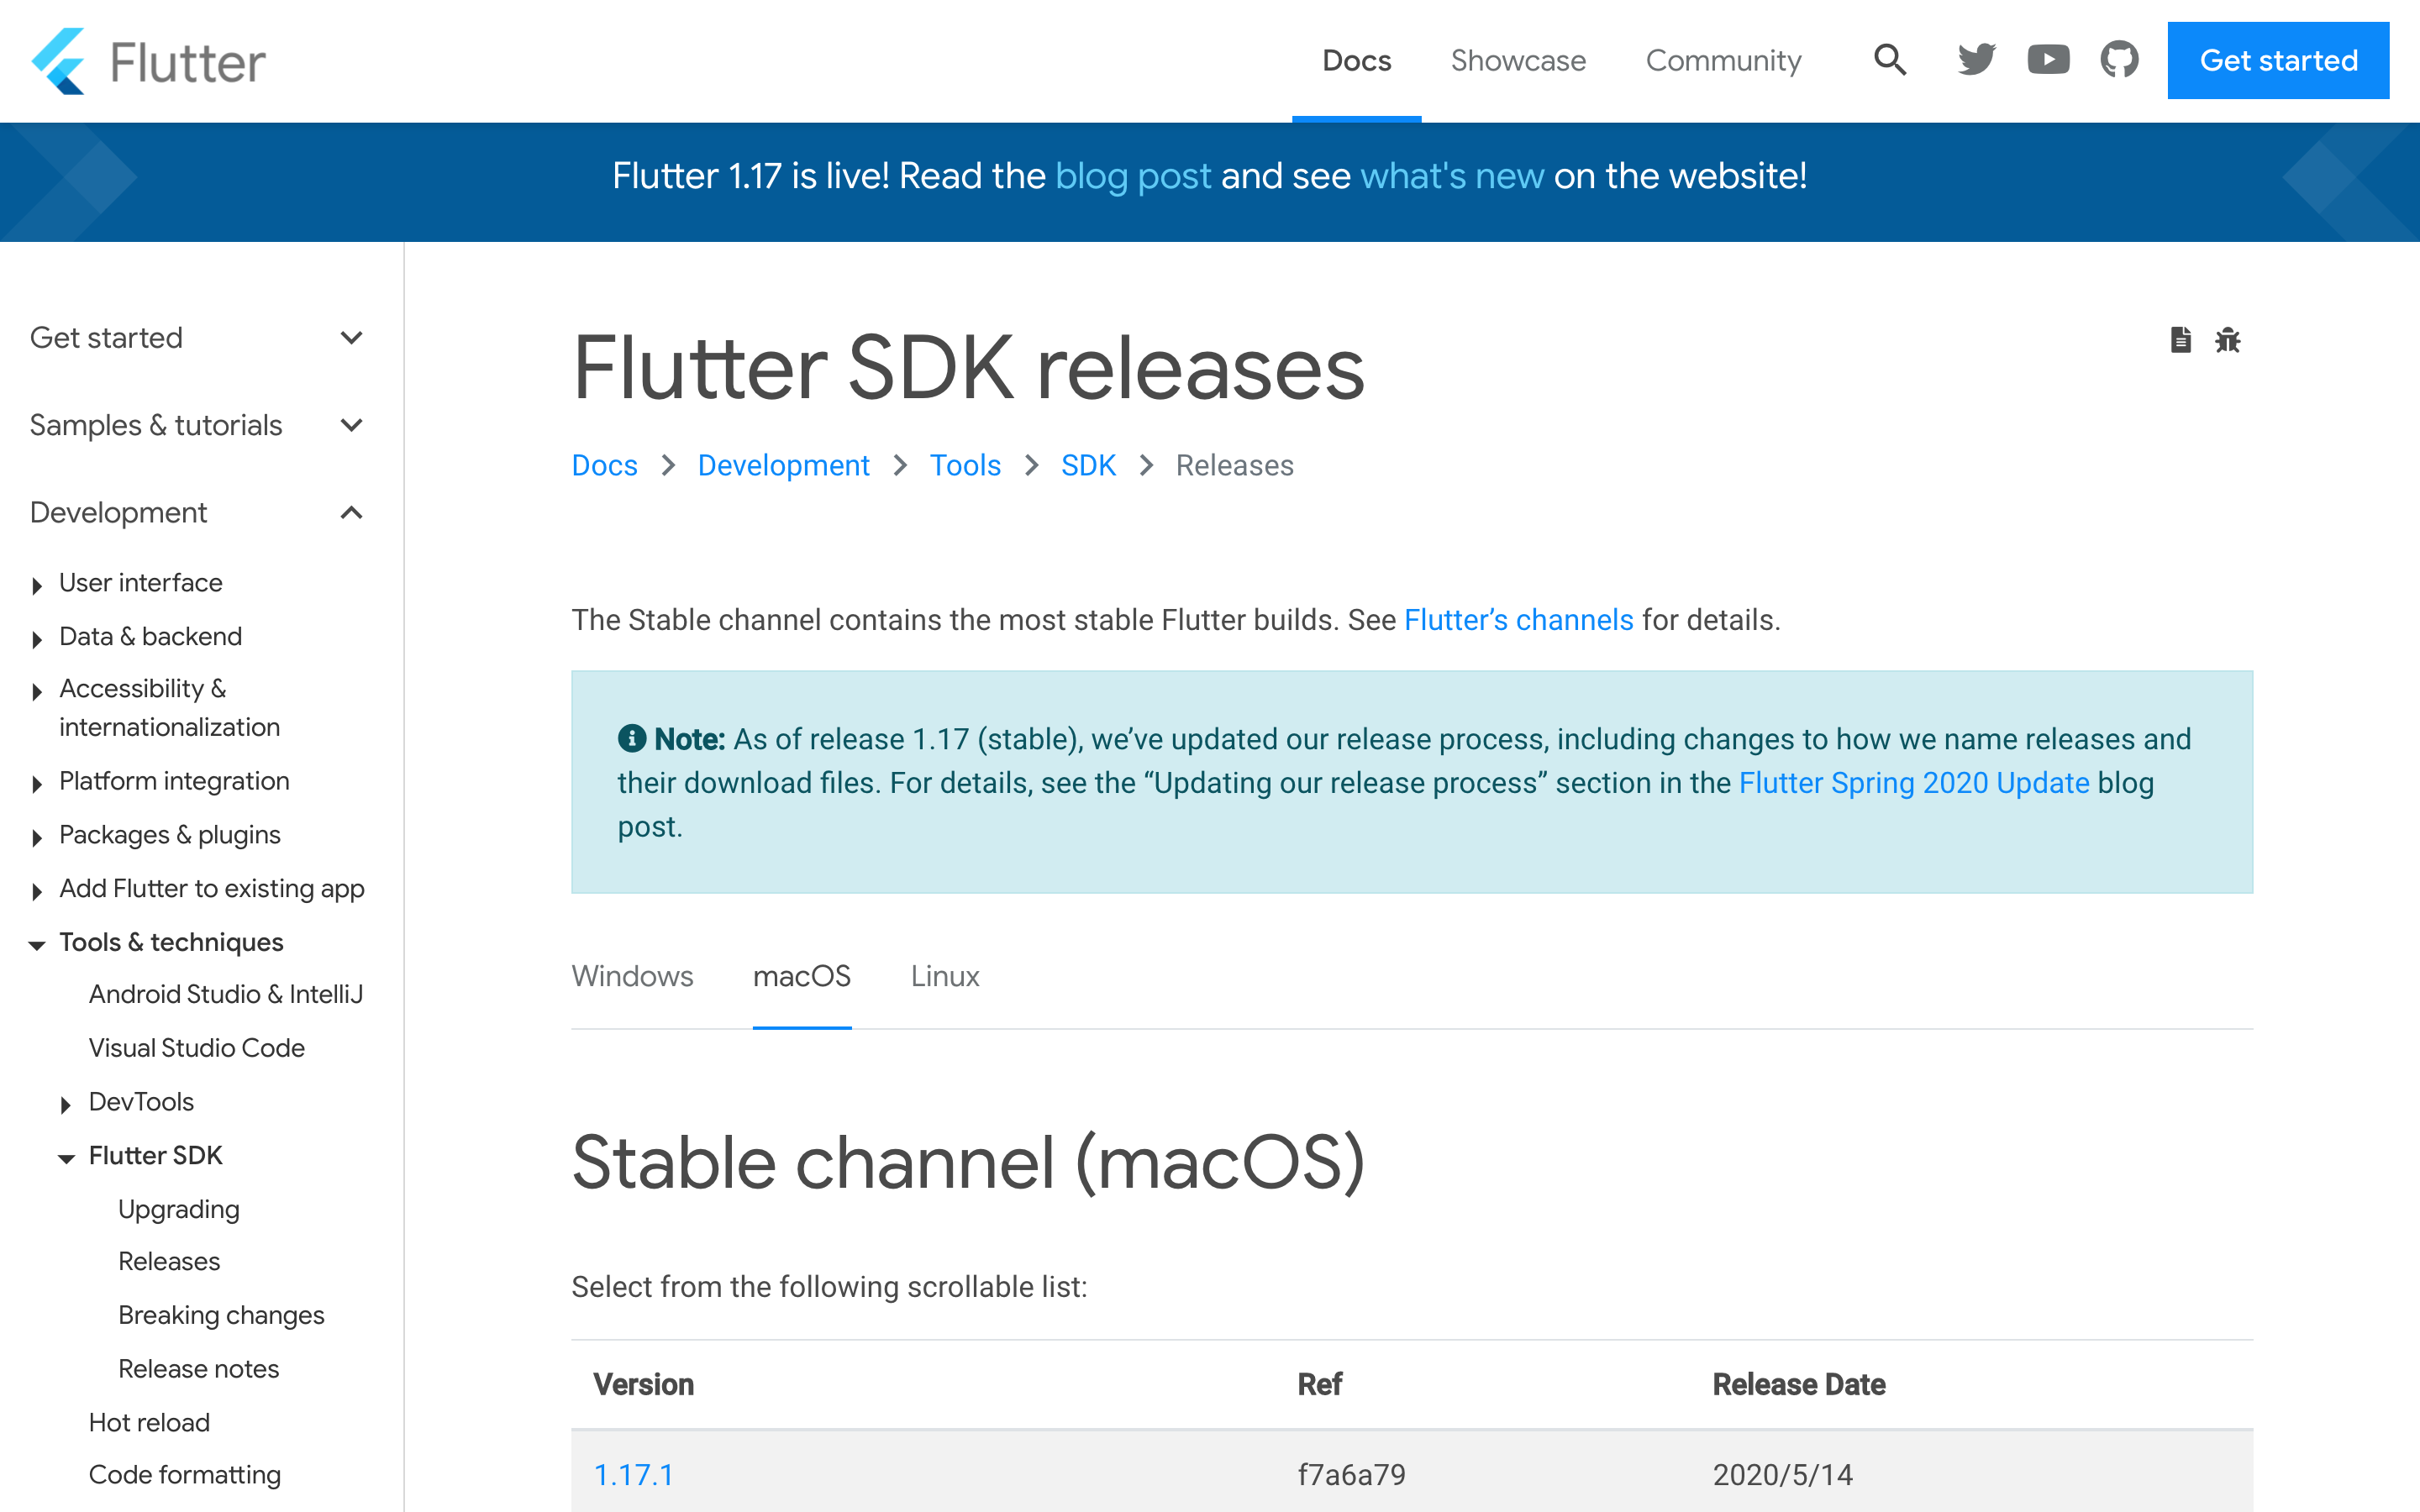 Flutter
Docs
Showcase
Community
Get started
Flutter 1.17 is live! Read the blog post and see what's new on the website!
Get started
Samples & tutorials
Development
User interface
Data & backend
Accessibility &
internationalization
Platform integration
Packages & plugins
Add Flutter to existing app
Tools & techniques
Android Studio & IntelliJ
Visual Studio Code
DevTools
Flutter SDK
Upgrading
Releases
Breaking changes
Release notes
Hot reload
Code formatting
Flutter SDK releases
Docs > Development > Tools > SDK > Releases
The Stable channel contains the most stable Flutter builds. See Flutter’s channels for details.
Note: As of release 1.17 (stable), we’ve updated our release process, including changes to how we name releases and
their download files. For details, see the “Updating our release process” section in the Flutter Spring 2020 Update blog
post.
Windows macOS Linux
Stable channel (macOS)
Select from the following scrollable list:
Version Ref Release Date
1.17.1 f7a6a79 2020/5/14